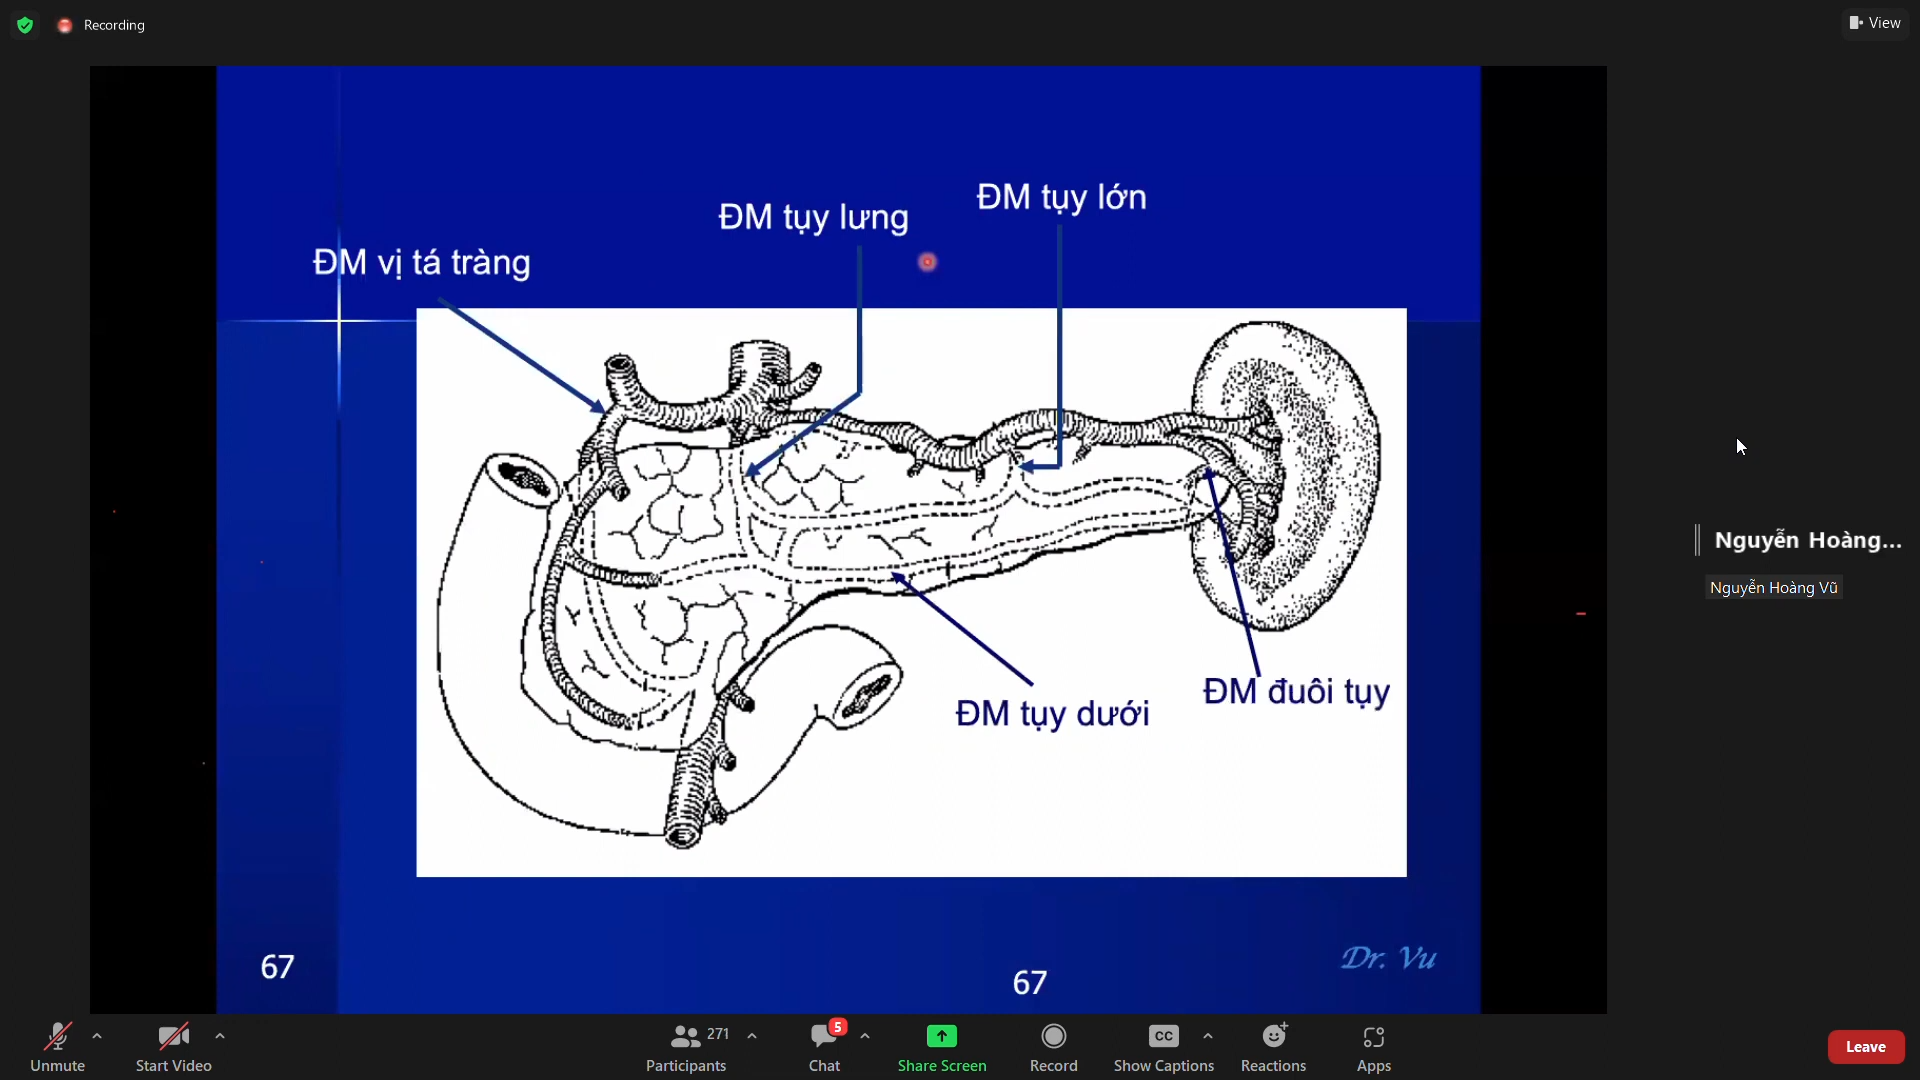 Recording
View
ĐM tụy lớn
ĐM tụy lưng
ĐM vị tá tràng
Nguyễn Hoàng...
Nguyễn Hoàng Vũ
ĐM đuôi tụy
ĐM tụy dưới
Dr. Vu
67
67
271
5
CC
Unmute
Start Video
Participants
Chat
Share Screen
Record
Show Captions
Reactions
Apps
Leave